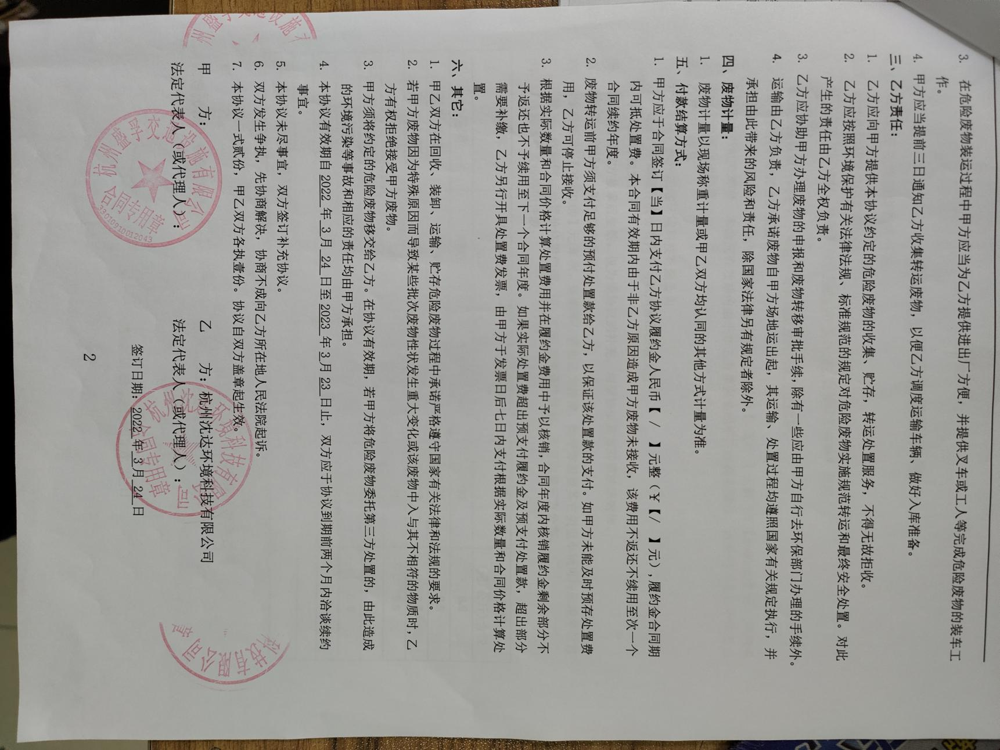 3. 在危险废物装运过程中甲方应当为乙方提供进出厂方便，并提供叉车或工人等完成危险废物的装车工
作。
4. 甲方应当提前三日通知乙方收集转运废物，以便乙方调度运输车辆、做好入库准备。
三、乙方责任：
1. 乙方应向甲方提供本协议约定的危险废物的收集、贮存，转运处置服务，不得无故拒收。
2. 乙方应按照环境保护有关法律法规、标准规范的规定对危险废物实施规范转运和最终安全处置。对此
产生的责任由乙方全权负责。
3. 乙方应协助甲方办理废物的申报和废物转移审批手续，除有一些应由甲方自行去环保部门办理的手续外。
4. 运输由乙方负责，乙方承诺废物自甲方场地运出起，其运输、处置过程均遵照国家有关规定执行，并
承担由此带来的风险和责任，除国家法律另有规定者除外。
四、废物计量：
1. 废物计量以现场称重计量或甲乙双方均认同的其他方式计量为准。
五、付款结算方式：
1. 甲方应于合同签订【当】日内支付乙方协议履约金人民币【 / 】元整（¥【/ 】元），履约金合同期
内可抵处置费。本合同有效期内由于非乙方原因造成甲方废物未接收，该费用不返还不续用至次一个
合同续约年度。
2. 废物转运前甲方须支付足够的预付处置款给乙方，以保证该处置款的支付。如甲方未能及时预存处置费
用，乙方可停止接收。
3. 根据实际数量和合同价格计算处置费用并在履约金费用中予以核销，合同年度内核销履约金剩余部分不
予返还也不予续用至下一个合同年度。如果实际处置费超出预支付履约金及预支付处置款，超出部分
需要补缴，乙方另行开具处置费发票，由甲方于发票日后七日内支付根据实际数量和合同价格计算处
置。
六、其它：
1. 甲乙双方在回收、装卸、运输、贮存危险废物过程中承诺严格遵守国家有关法律和法规的要求。
2. 若甲方废物因为特殊原因而导致某些批次废物性状发生重大变化或该废物中入与其不相符的物质时，乙
方有权拒绝接受甲方废物。
3. 甲方须将约定的危险废物移交给乙方。在协议有效期，若甲方将危险废物委托第三方处置的，由此造成
的环境污染等事故和相应的责任均由甲方承担。
4. 本协议有效期自 2022 年 3 月 24 日至 2023 年 3 月 23 日止，双方应于协议到期前两个月内洽谈续约
事宜。
5. 本协议未尽事宜，双方签订补充协议。
6. 双方发生争执，先协商解决，协商不成向乙方所在地人民法院起诉。
7. 本协议一式贰份，甲乙双方各执壹份。协议自双方盖章起生效。
甲 方： 乙 方：杭州沈达环境科技有限公司
法定代表人（或代理人）： 法定代表人（或代理人）：
签订日期：2022 年 3 月 24 日
杭州盛孚交通设施有限公司
合同专用章
33010910012043
杭州沈达环境科技有限公司
合同专用章
州盛孚交通设施有
科技有限公司
章
2